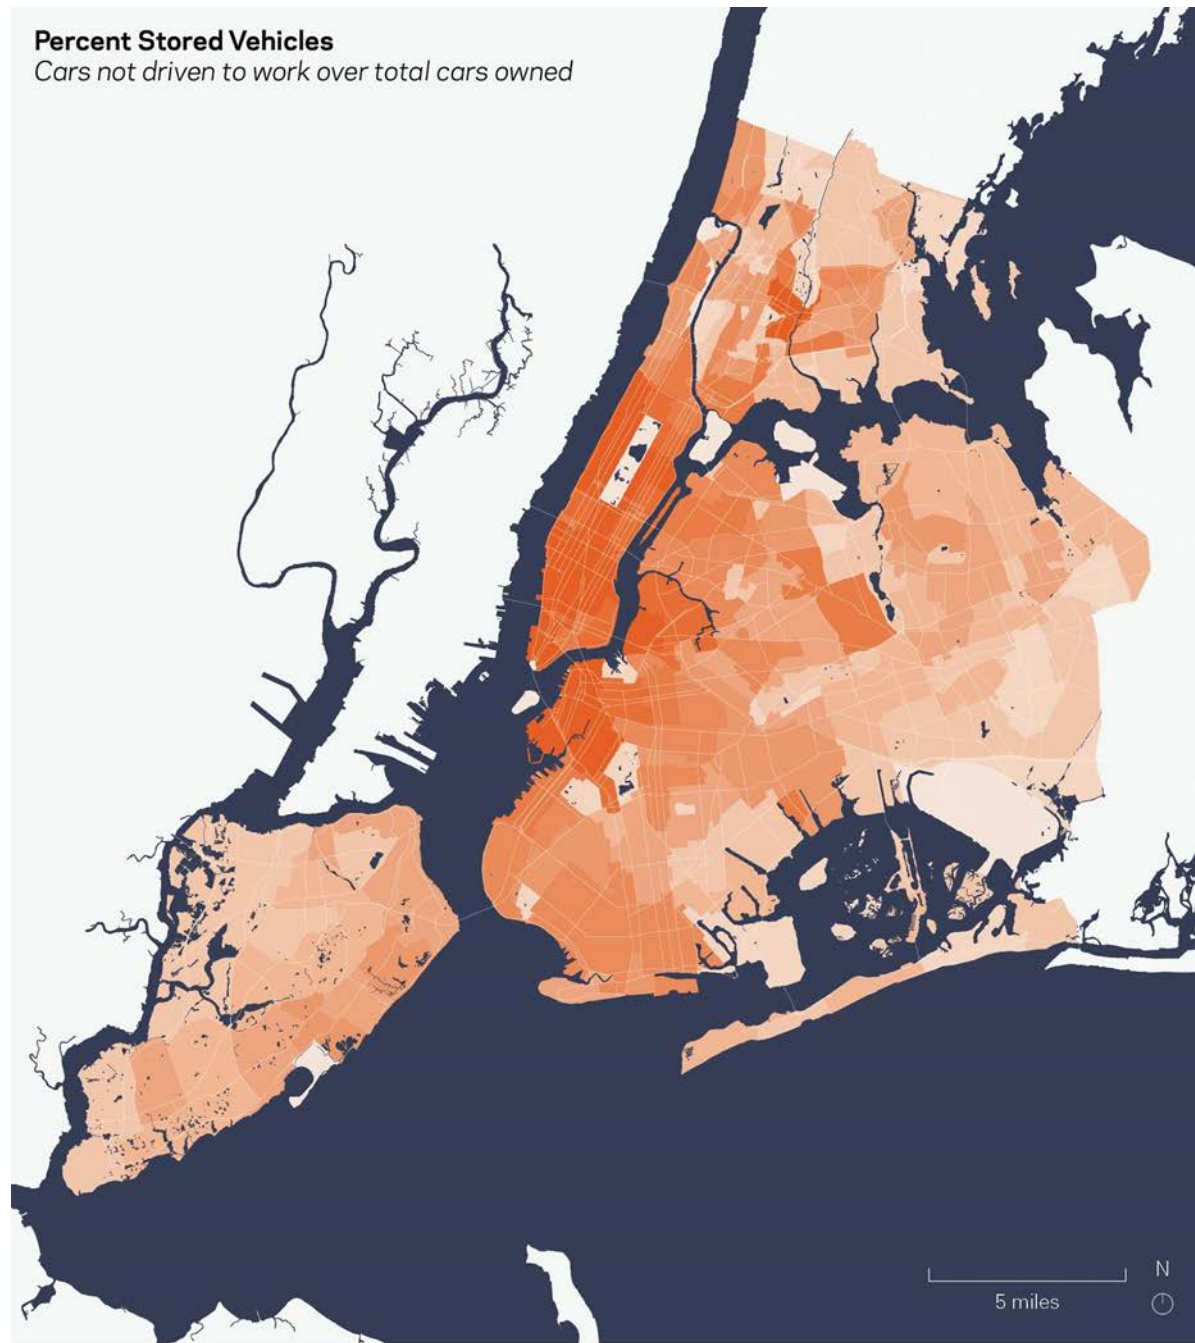 Percent Stored Vehicles
Cars not driven to work over total cars owned
N
5 miles